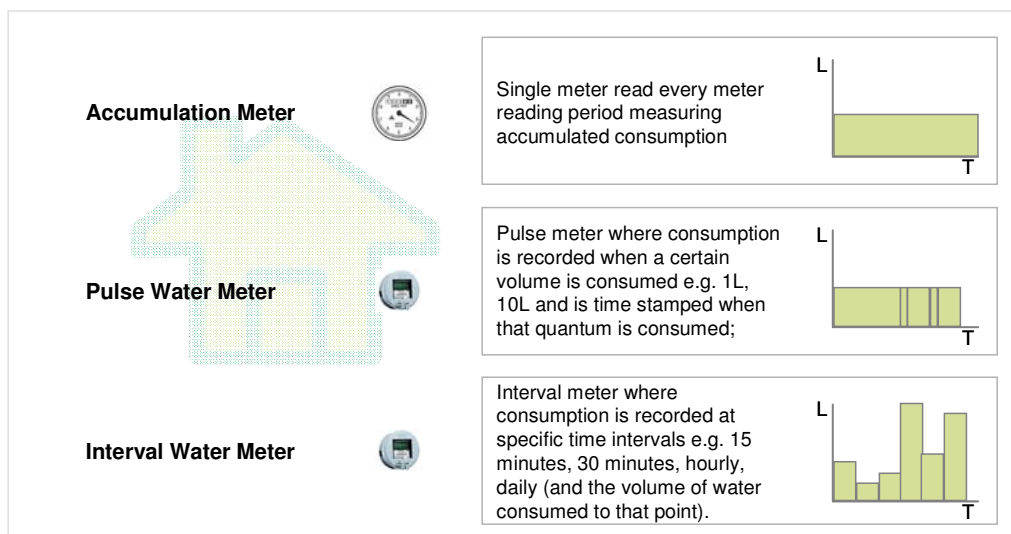 Accumulation Meter
Single meter read every meter
reading period measuring
accumulated consumption
L
T
Pulse Water Meter
Pulse meter where consumption
is recorded when a certain
volume is consumed e.g. 1L,
10L and is time stamped when
that quantum is consumed;
L
T
Interval Water Meter
Interval meter where
consumption is recorded at
specific time intervals e.g. 15
minutes, 30 minutes, hourly,
daily (and the volume of water
consumed to that point).
L
T